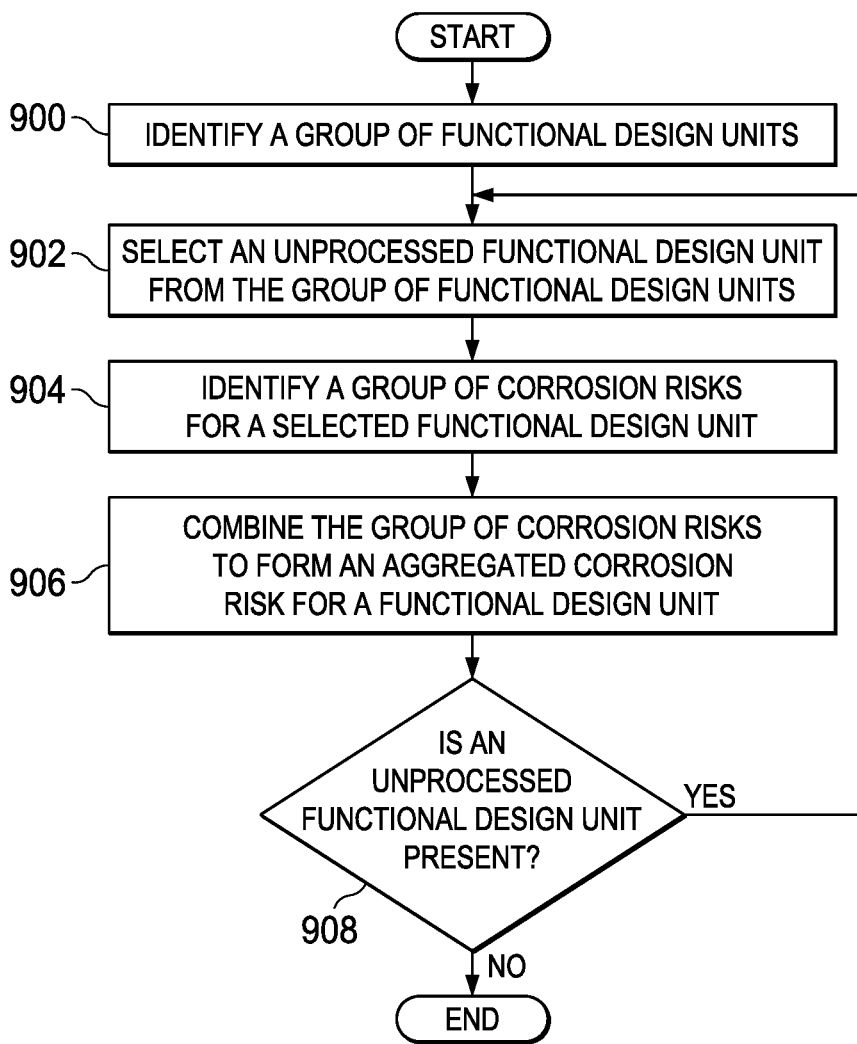 START
900
IDENTIFY A GROUP OF FUNCTIONAL DESIGN UNITS
902
SELECT AN UNPROCESSED FUNCTIONAL DESIGN UNIT
FROM THE GROUP OF FUNCTIONAL DESIGN UNITS
904
IDENTIFY A GROUP OF CORROSION RISKS
FOR A SELECTED FUNCTIONAL DESIGN UNIT
906
COMBINE THE GROUP OF CORROSION RISKS
TO FORM AN AGGREGATED CORROSION
RISK FOR A FUNCTIONAL DESIGN UNIT
IS AN
UNPROCESSED
FUNCTIONAL DESIGN UNIT
PRESENT?
YES
908
NO
END